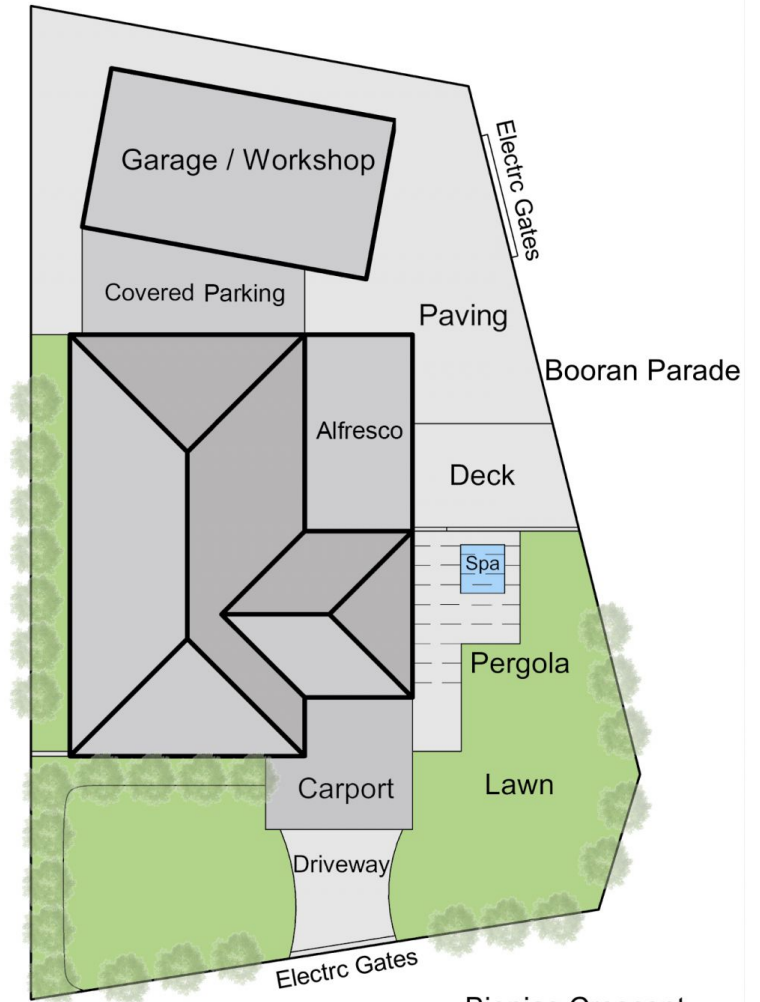 Garage / Workshop
Electrc Gates
Covered Parking
Paving
Booran Parade
Alfresco
Deck
Spa
Pergola
Carport
Lawn
Driveway
Electrc Gates